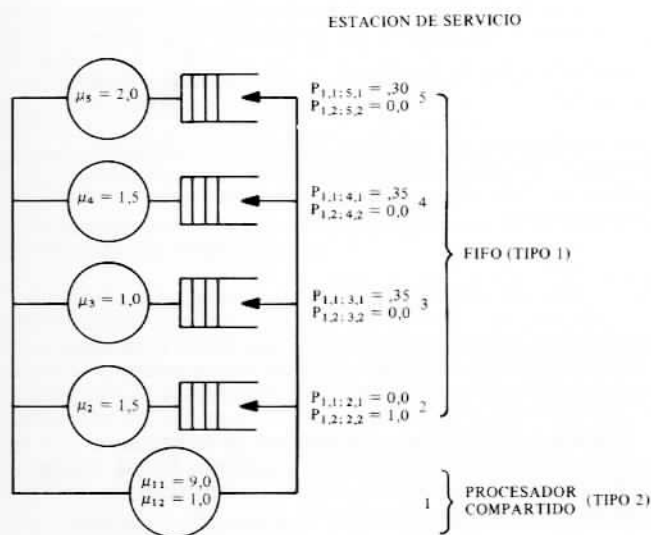 ESTACION DE SERVICIO
μ5 = 2,0
P1,1; 5,1 = ,30
P1,2; 5,2 = 0,0
5
μ4 = 1,5
P1,1; 4,1 = ,35
P1,2; 4,2 = 0,0
4
FIFO (TIPO 1)
μ3 = 1,0
P1,1; 3,1 = ,35
P1,2; 3,2 = 0,0
3
μ2 = 1,5
P1,1; 2,1 = 0,0
P1,2; 2,2 = 1,0
2
μ11 = 9,0
μ12 = 1,0
1
PROCESADOR
COMPARTIDO (TIPO 2)